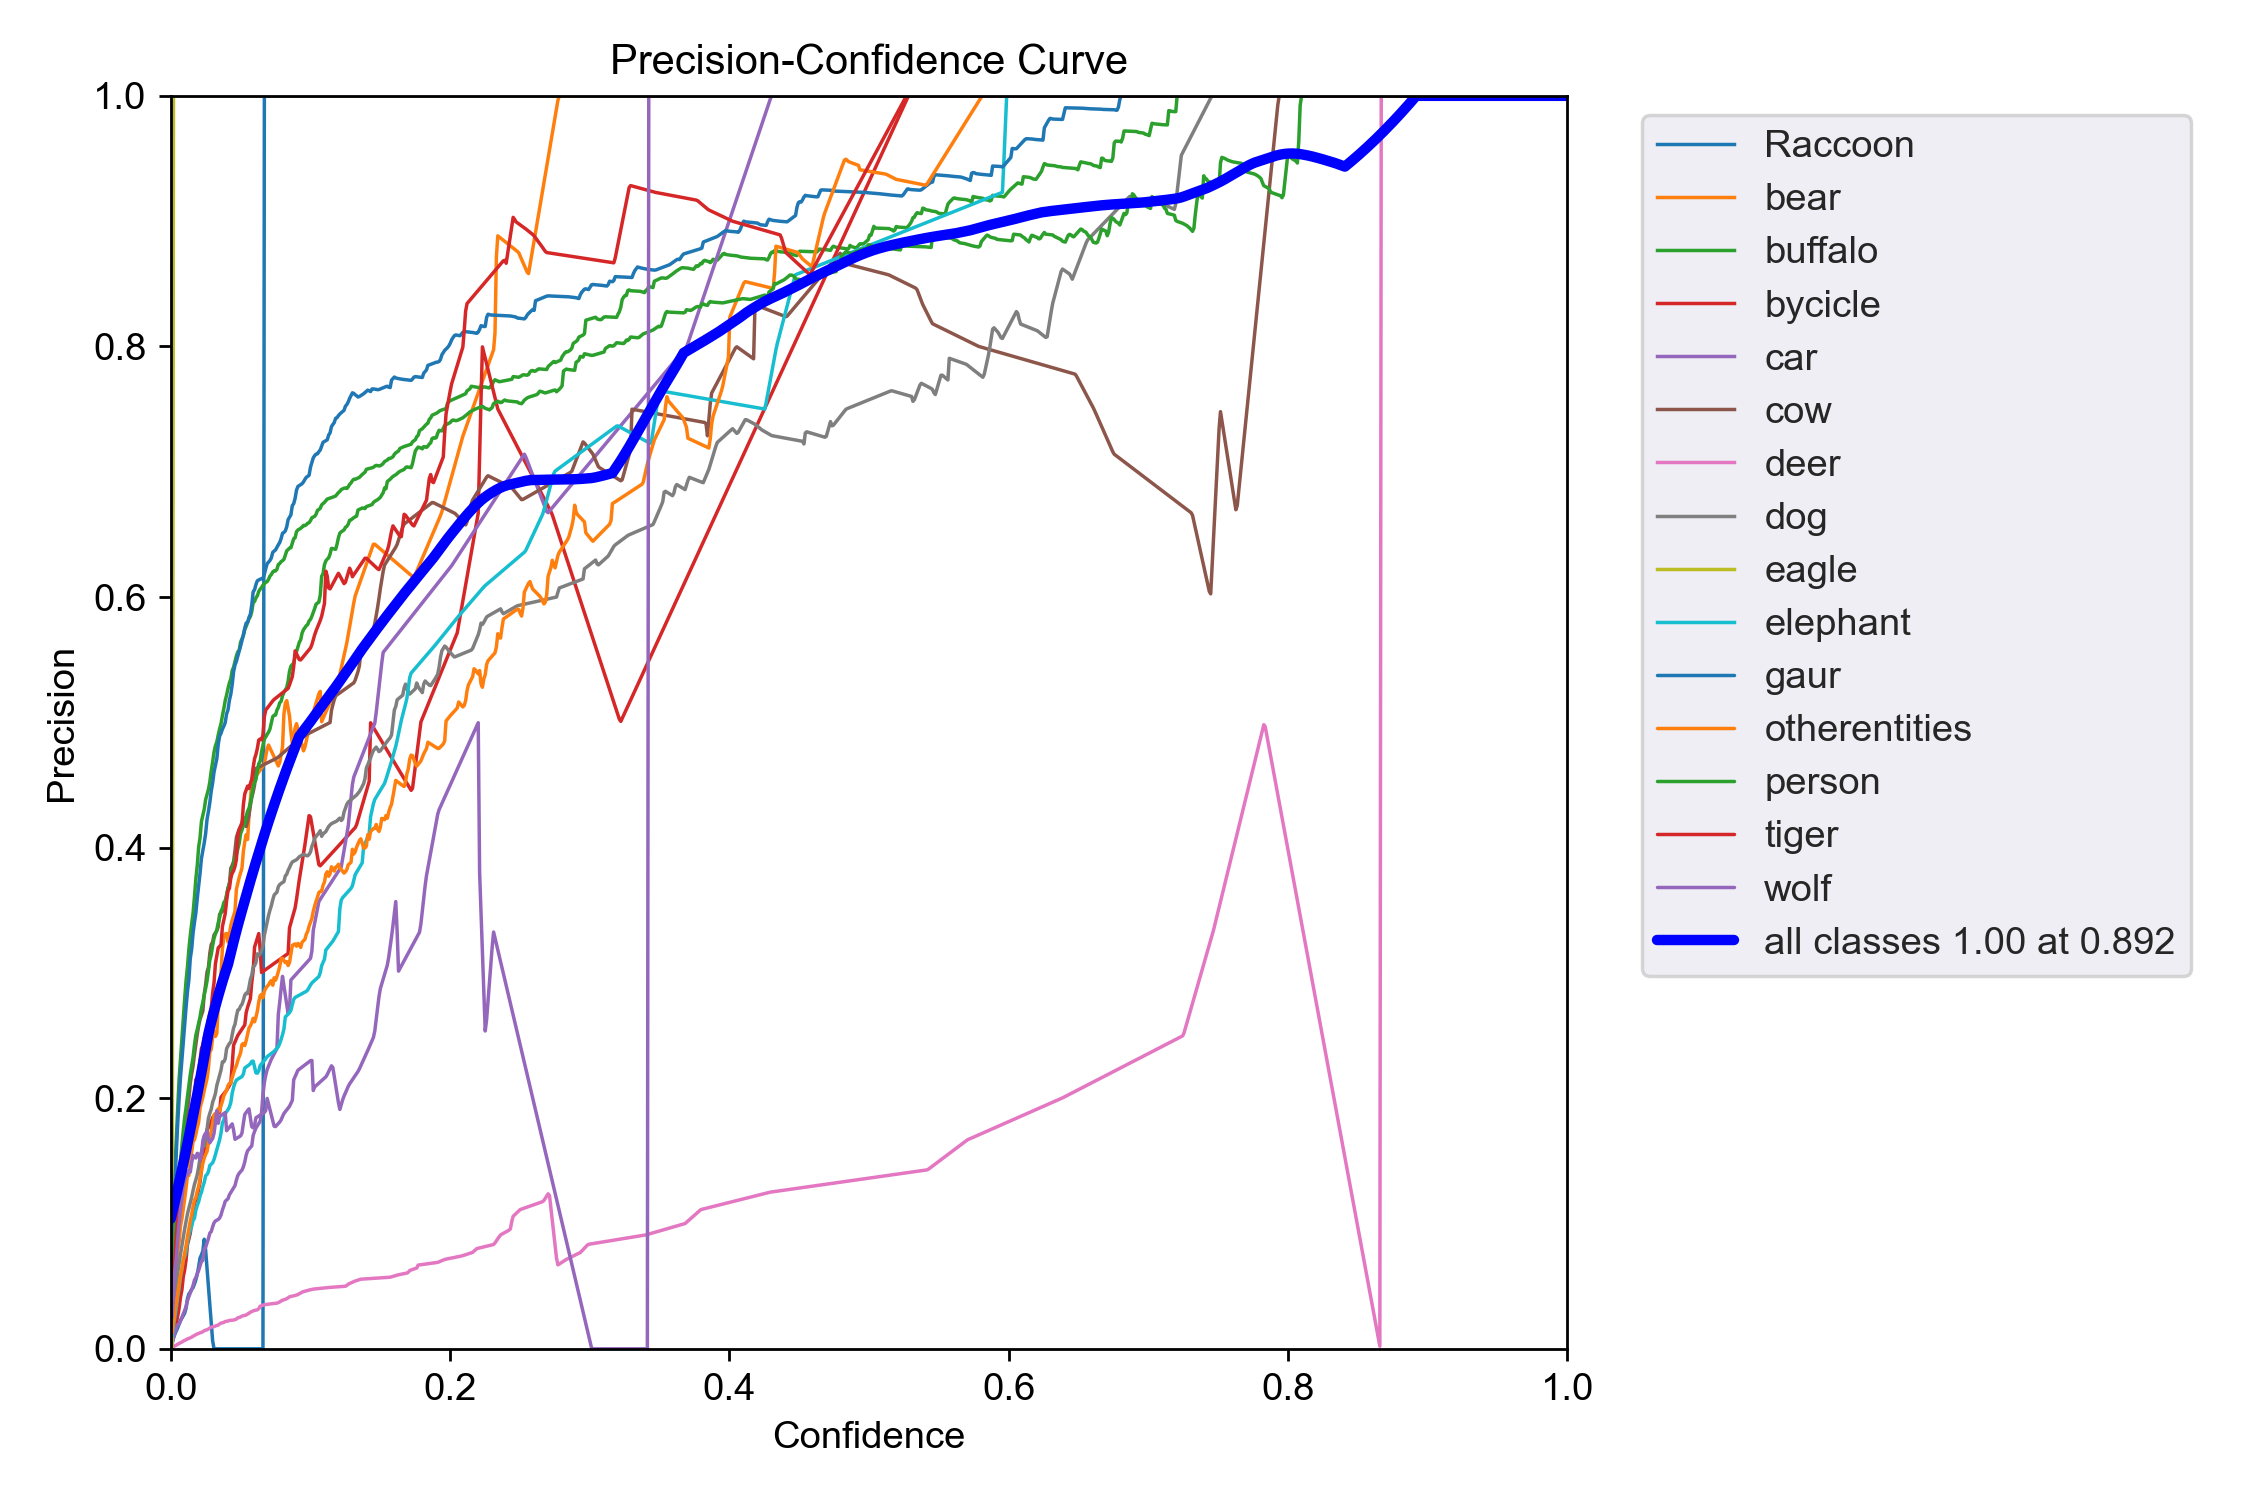 Precision-Confidence Curve
1.0
0.8
0.6
0.4
0.2
0.0
Precision
0.0 0.2 0.4 0.6 0.8 1.0
Confidence
Raccoon
bear
buffalo
bycicle
car
cow
deer
dog
eagle
elephant
gaur
otherentities
person
tiger
wolf
all classes 1.00 at 0.892